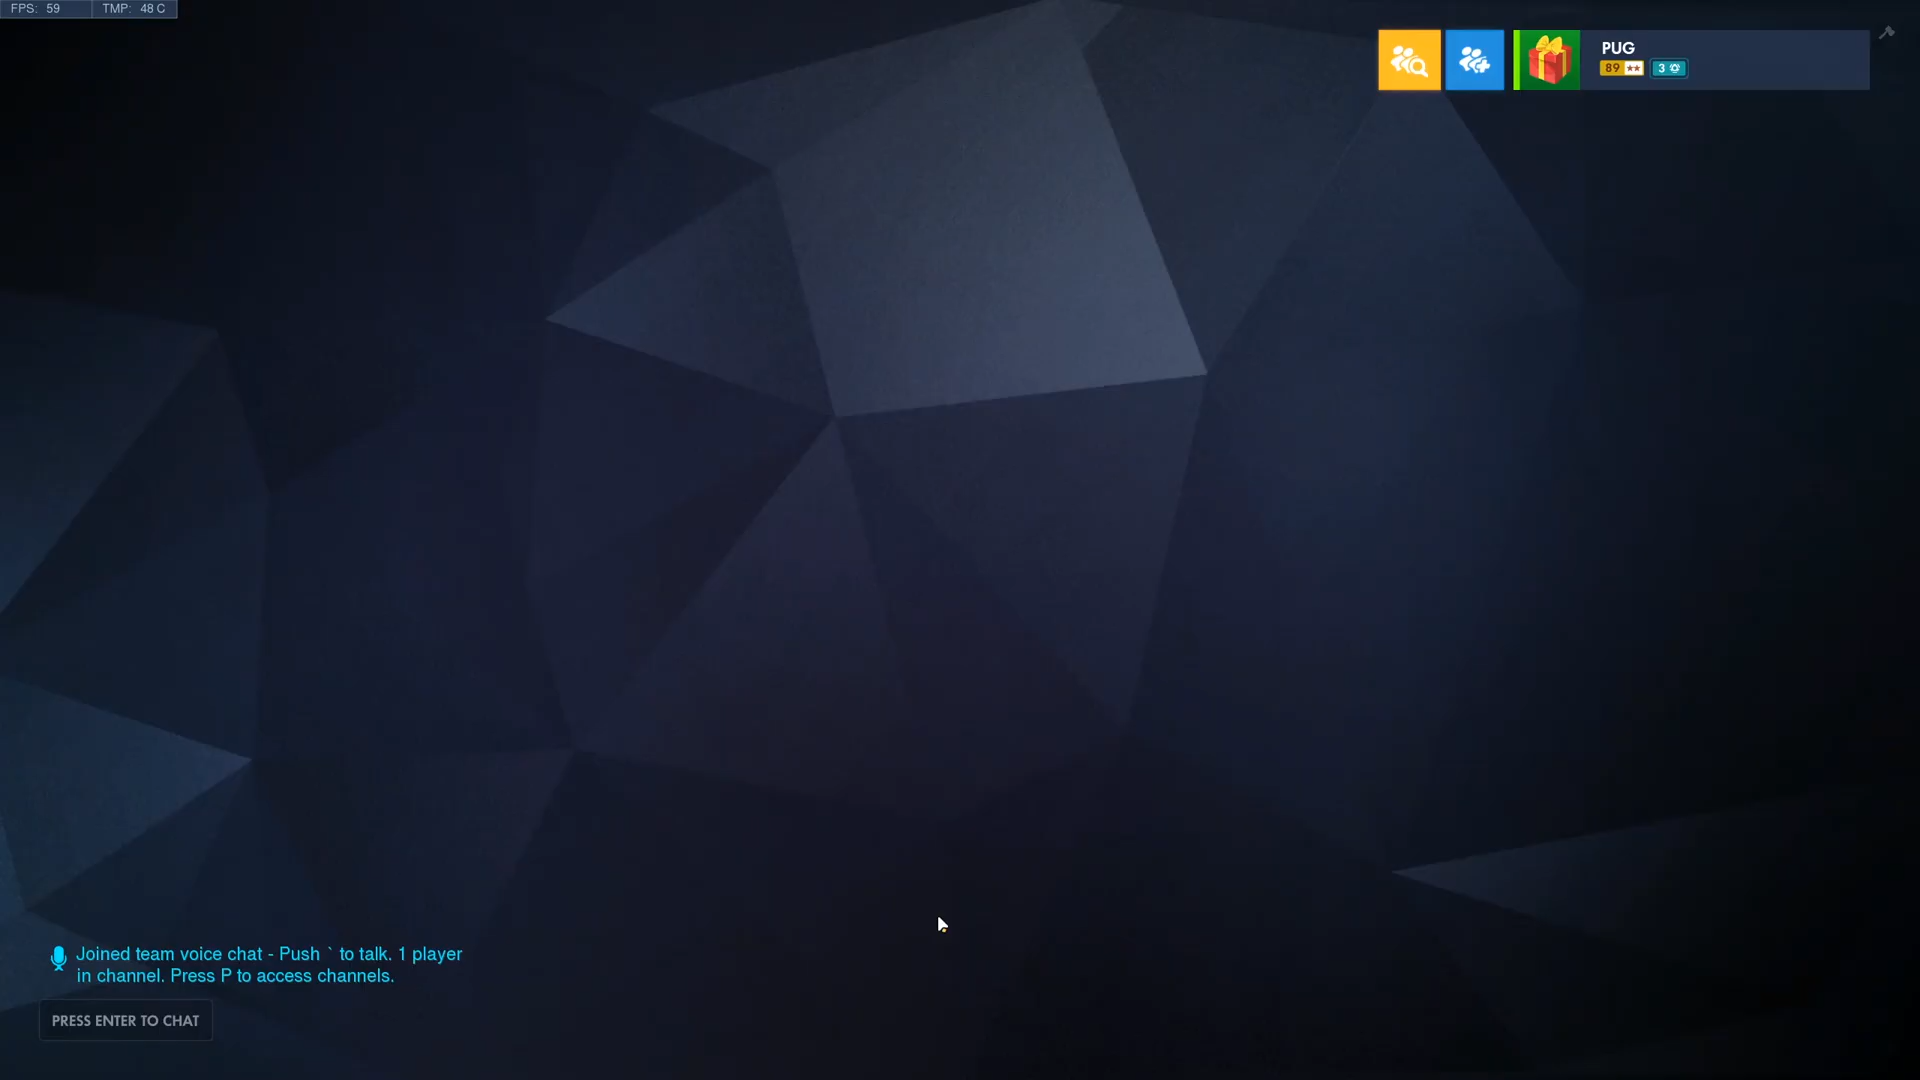 FPS: 59 TMP: 48 C
PUG
89 ★★ 3
Joined team voice chat - Push ` to talk. 1 player
in channel. Press P to access channels.
PRESS ENTER TO CHAT